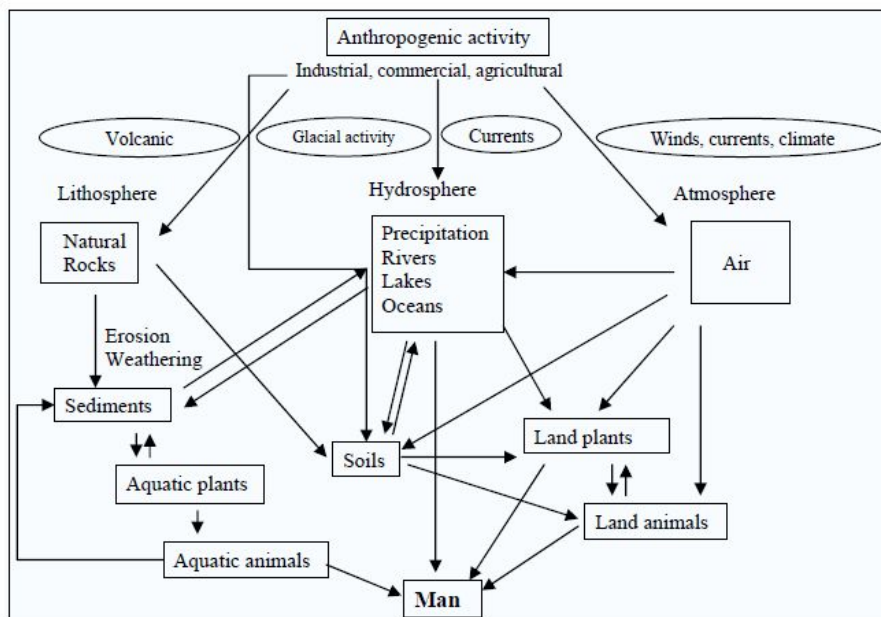 Anthropogenic activity
Industrial, commercial, agricultural
Volcanic
Glacial activity
Currents
Winds, currents, climate
Lithosphere
Hydrosphere
Atmosphere
Natural
Rocks
Precipitation
Rivers
Lakes
Oceans
Air
Erosion
Weathering
Sediments
Soils
Land plants
Aquatic plants
Land animals
Aquatic animals
Man